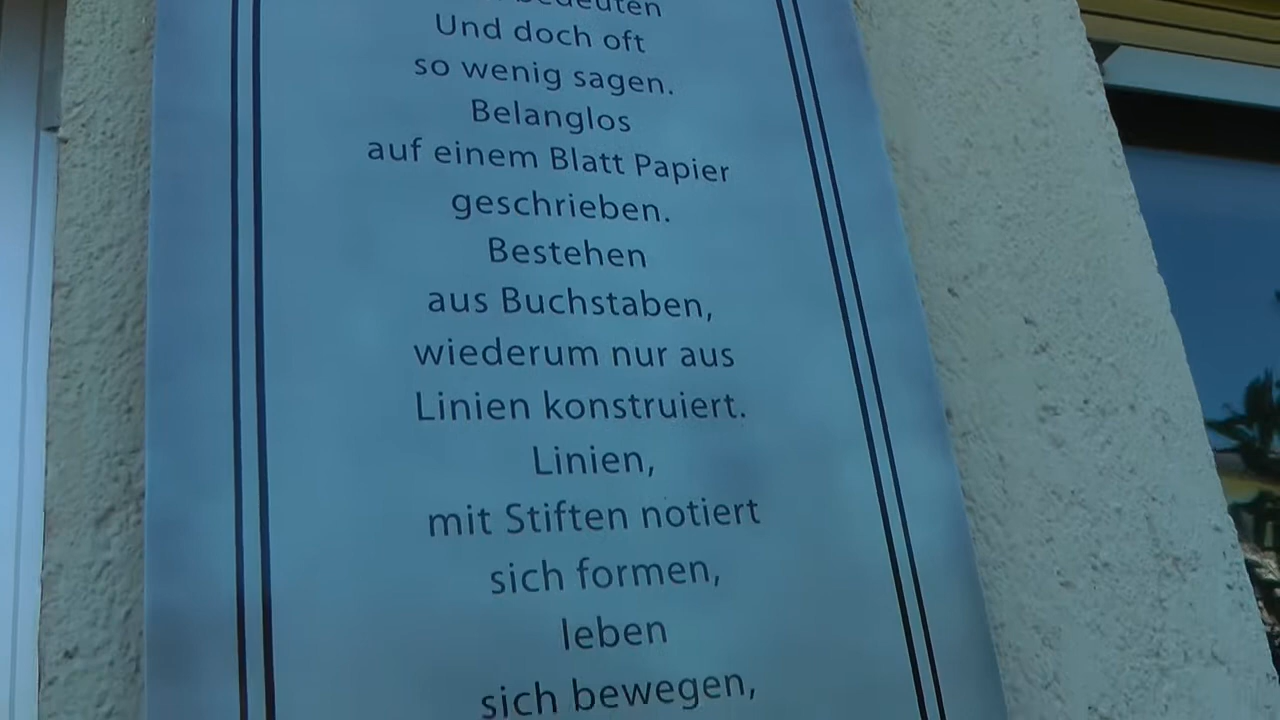 bedeuten
Und doch oft
so wenig sagen.
Belanglos
auf einem Blatt Papier
geschrieben.
Bestehen
aus Buchstaben,
wiederum nur aus
Linien konstruiert.
Linien,
mit Stiften notiert
sich formen,
leben
sich bewegen,